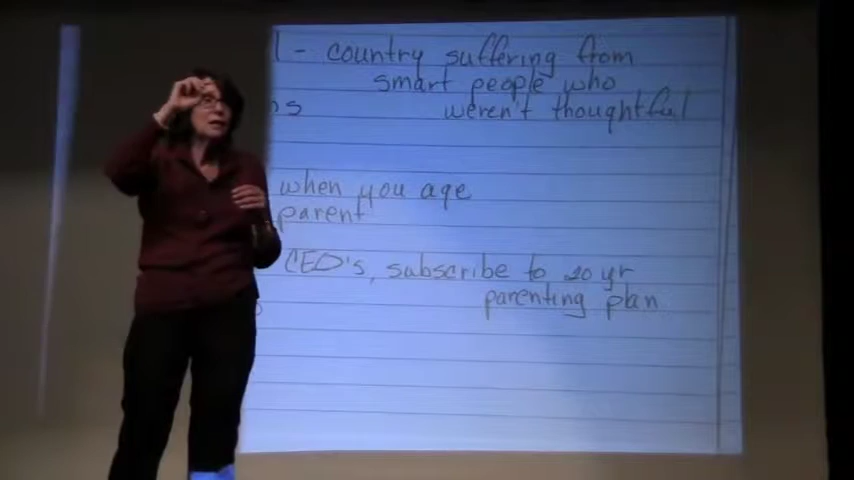 - country suffering from
smart people who
weren't thoughtful
when you age
parent
CEO's, subscribe to 20 yr
parenting plan